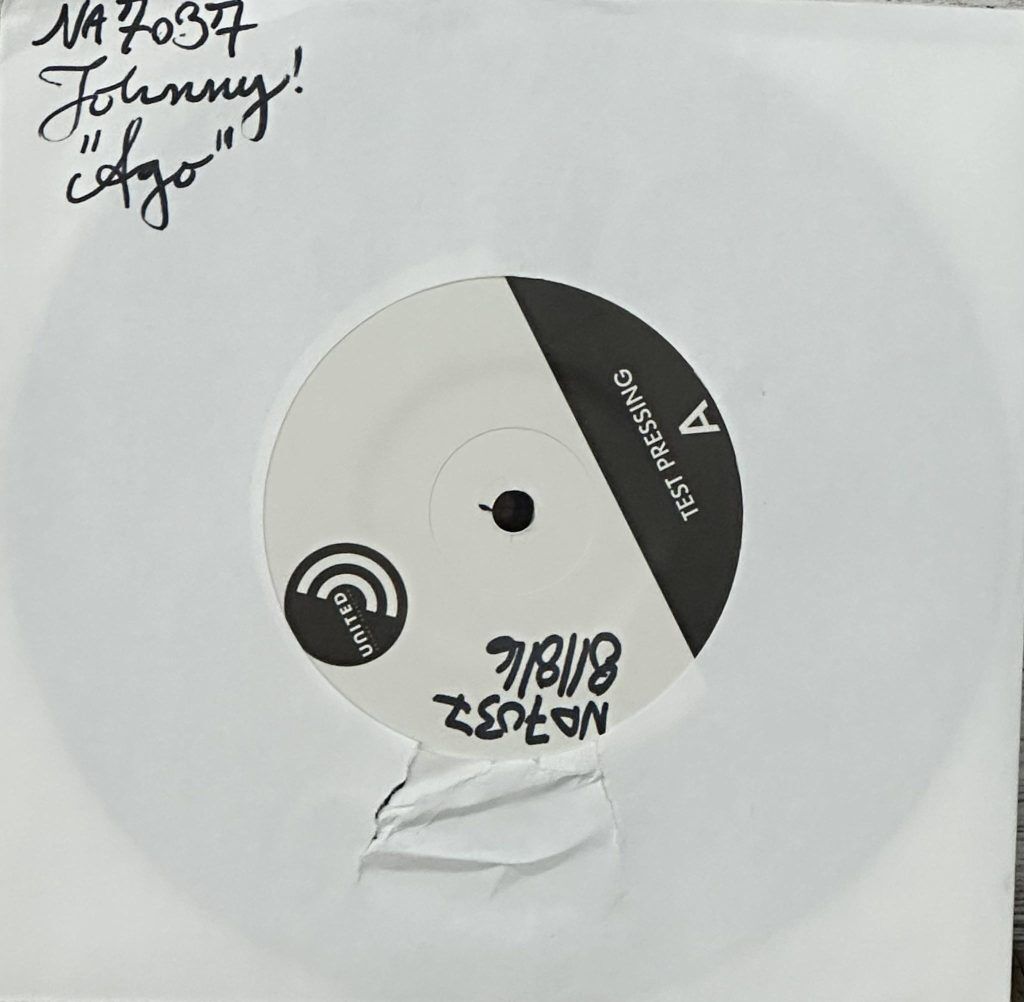 NA7037
Johnny!
"Ago"
TEST PRESSING
A
UNITED
8/18/16
NA7037